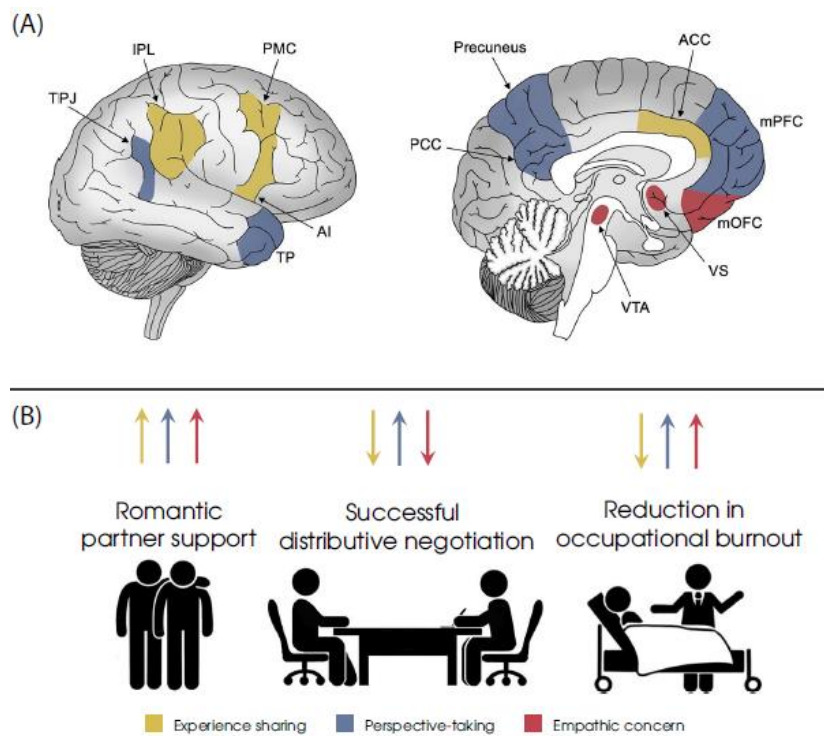 (A)
IPL
PMC
TPJ
AI
TP
Precuneus
ACC
PCC
mPFC
mOFC
VS
VTA
(B)
Romantic
partner support
Successful
distributive negotiation
Reduction in
occupational burnout
Experience sharing
Perspective-taking
Empathic concern